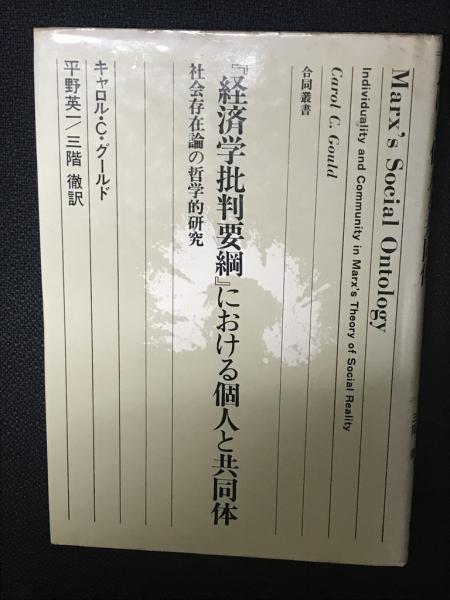 Marx's Social Ontology
Individuality and Community in Marx's Theory of Social Reality
Carol C. Gould
合同叢書
『経済学批判要綱』における個人と共同体
社会存在論の哲学的研究
キャロル・C・グールド
平野英一／三階 徹訳